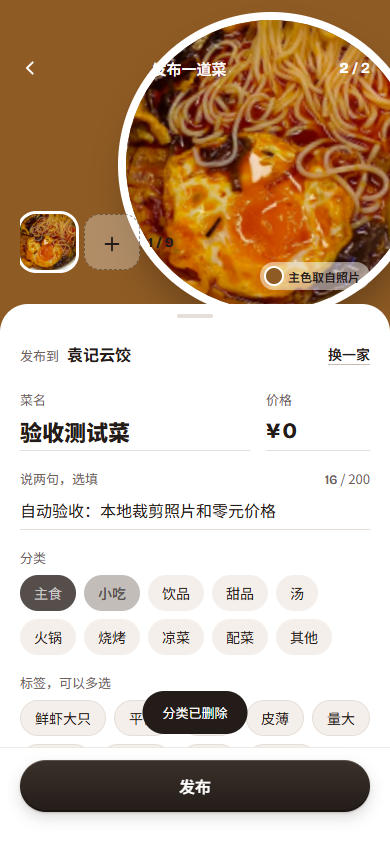 发布一道菜
2 / 2
1 / 9
主色取自照片
发布到 袁记云饺
换一家
菜名
价格
验收测试菜
¥0
说两句，选填
16 / 200
自动验收：本地裁剪照片和零元价格
分类
主食 小吃 饮品 甜品 汤
火锅 烧烤 凉菜 配菜 其他
标签，可以多选
鲜虾大只 平 皮薄 量大
分类已删除
发布